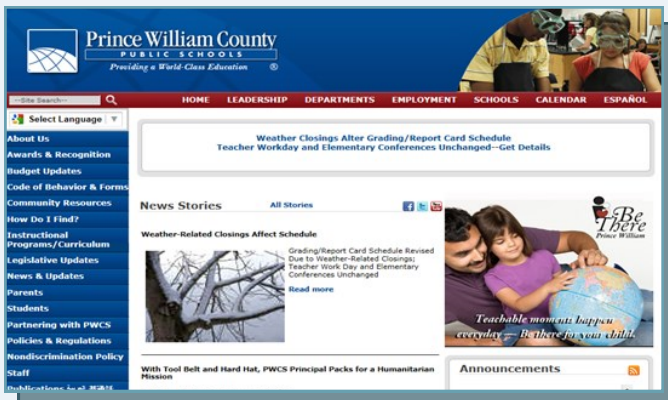 Prince William County
PUBLIC SCHOOLS
Providing a World-Class Education ®
--Site Search--
HOME LEADERSHIP DEPARTMENTS EMPLOYMENT SCHOOLS CALENDAR ESPAÑOL
Select Language ▼
About Us
Awards & Recognition
Budget Updates
Code of Behavior & Forms
Community Resources
How Do I Find?
Instructional
Programs/Curriculum
Legislative Updates
News & Updates
Parents
Students
Partnering with PWCS
Policies & Regulations
Nondiscrimination Policy
Staff
Publications
Weather Closings Alter Grading/Report Card Schedule
Teacher Workday and Elementary Conferences Unchanged--Get Details
News Stories All Stories
Weather-Related Closings Affect Schedule
Grading/Report Card Schedule Revised
Due to Weather-Related Closings;
Teacher Work Day and Elementary
Conferences Unchanged
Read more
With Tool Belt and Hard Hat, PWCS Principal Packs for a Humanitarian
Mission
Be
There
Prince William
Teachable moments happen
everyday — Be there for your child.
Announcements